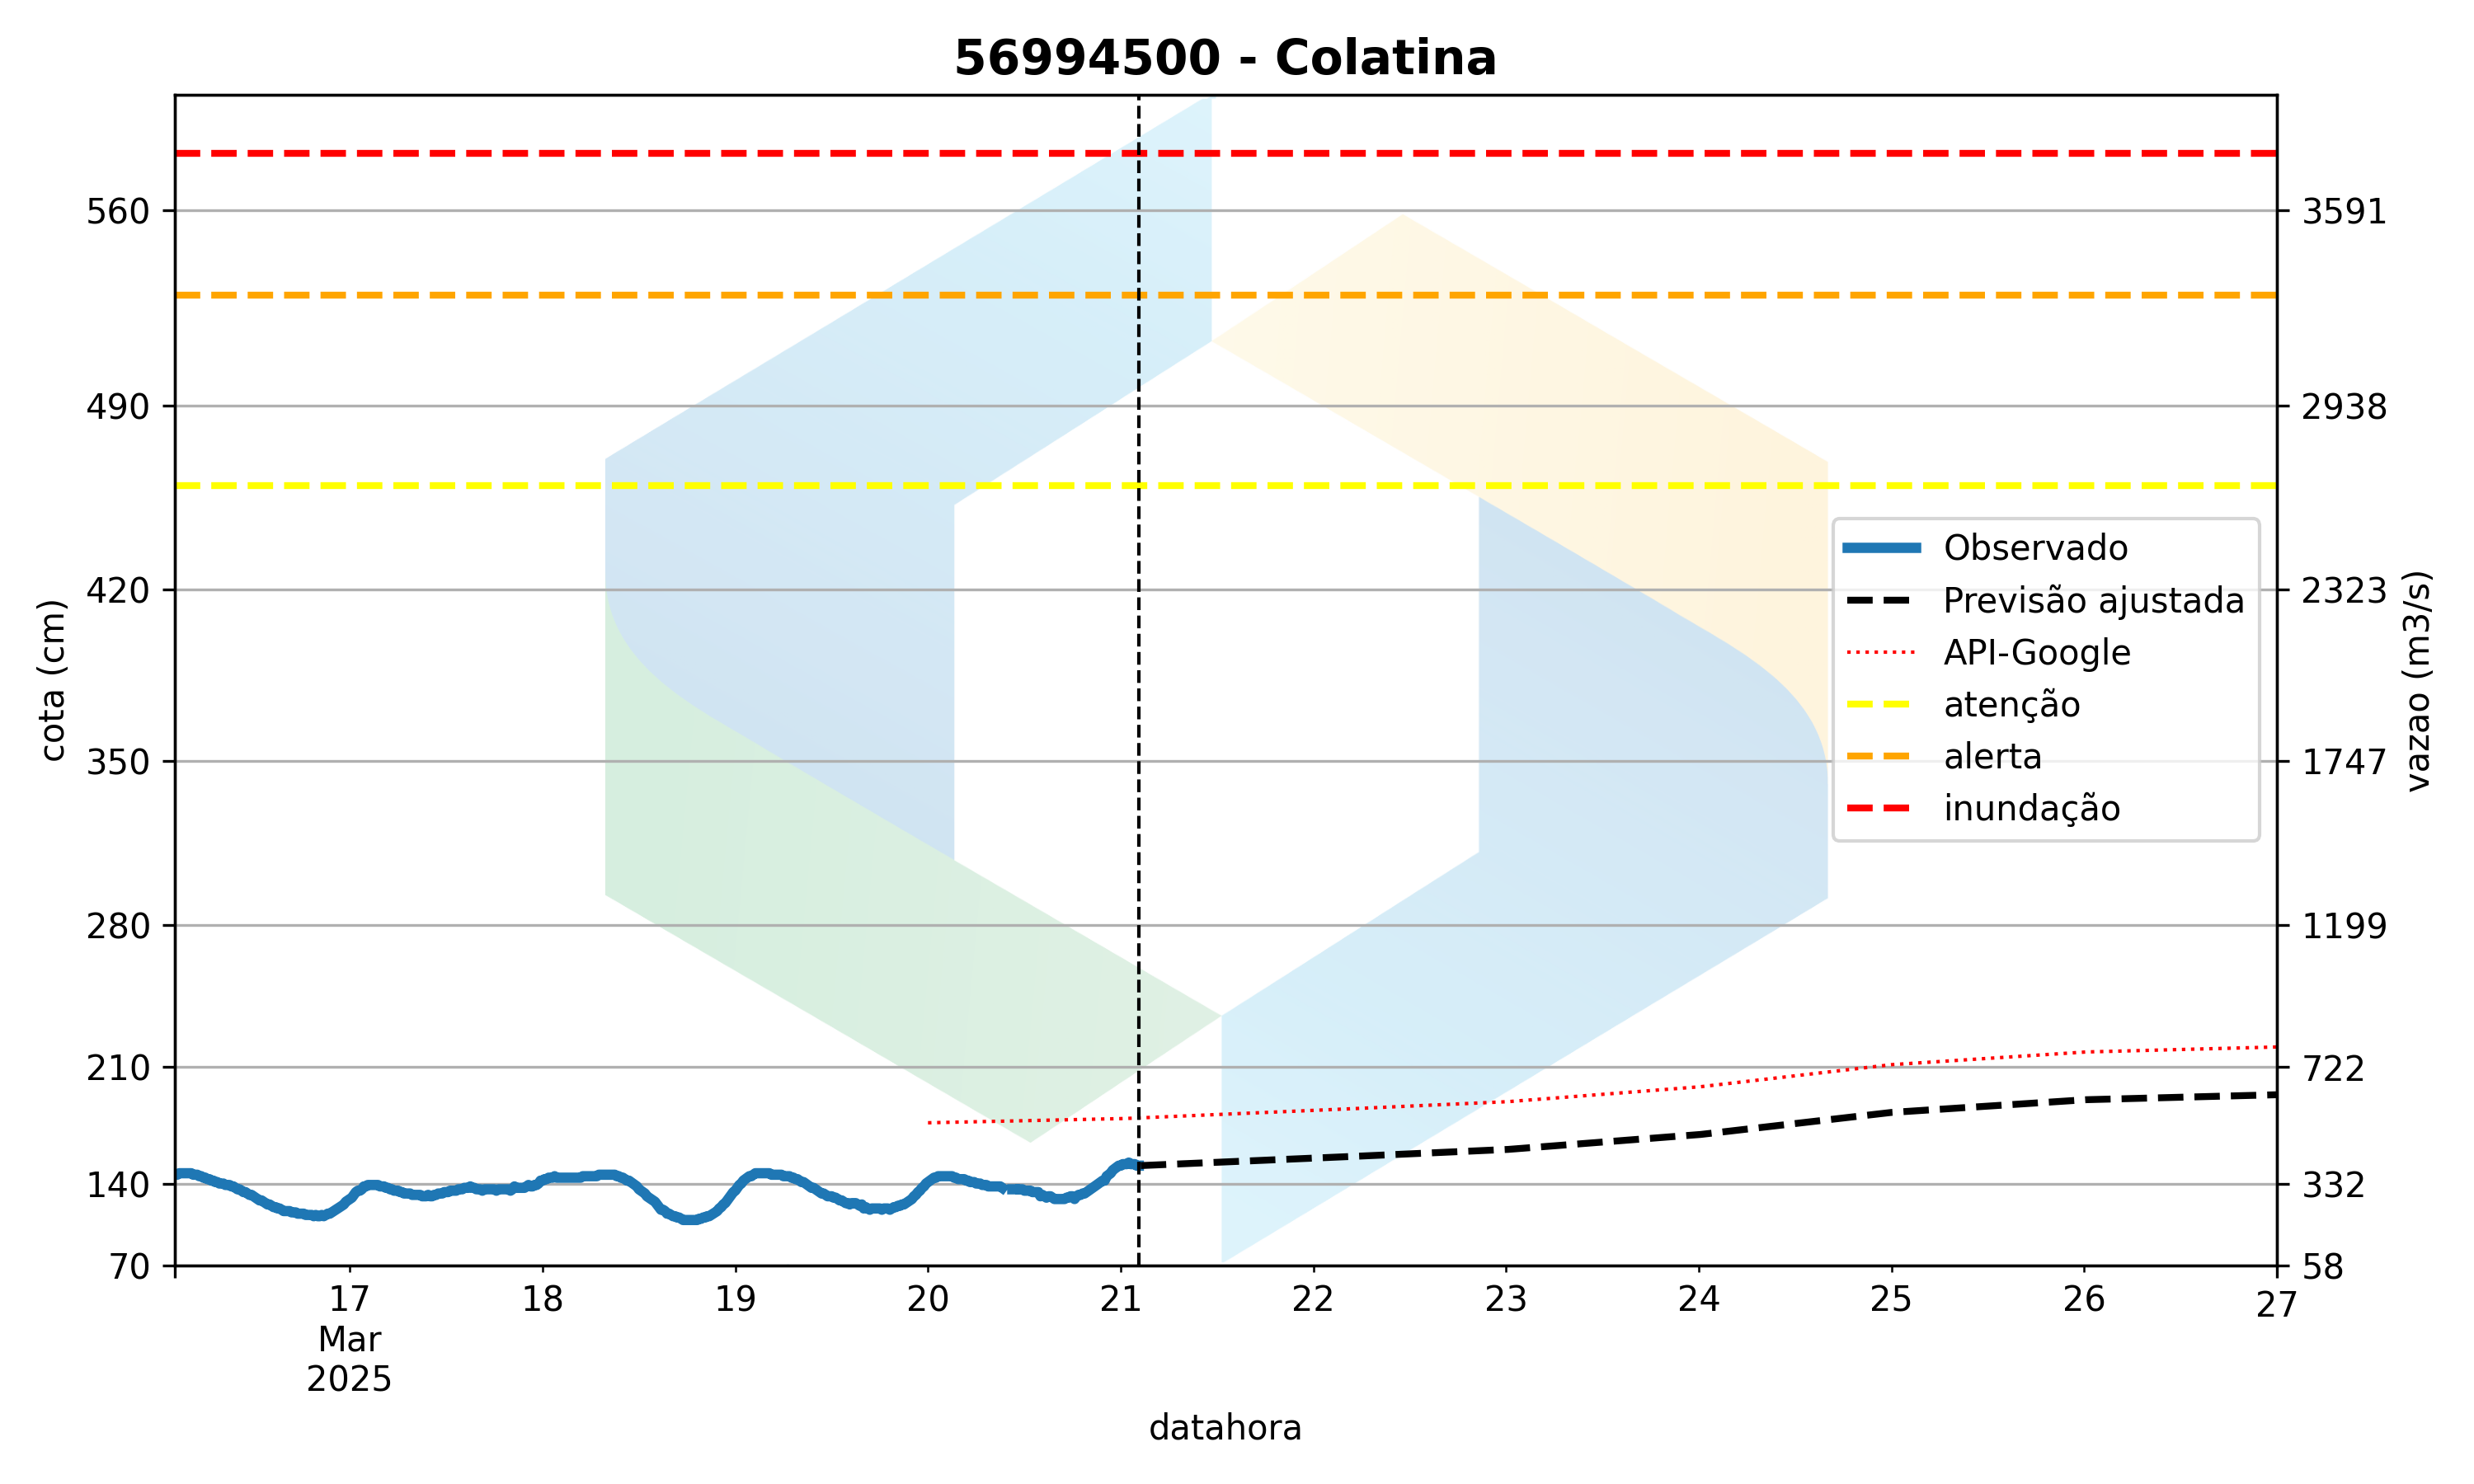 56994500 - Colatina
560
490
420
350
280
210
140
70
cota (cm)
3591
2938
2323
1747
1199
722
332
58
vazao (m3/s)
Observado
Previsão ajustada
API-Google
atenção
alerta
inundação
17
Mar
2025
18
19
20
21
22
23
24
25
26
27
datahora